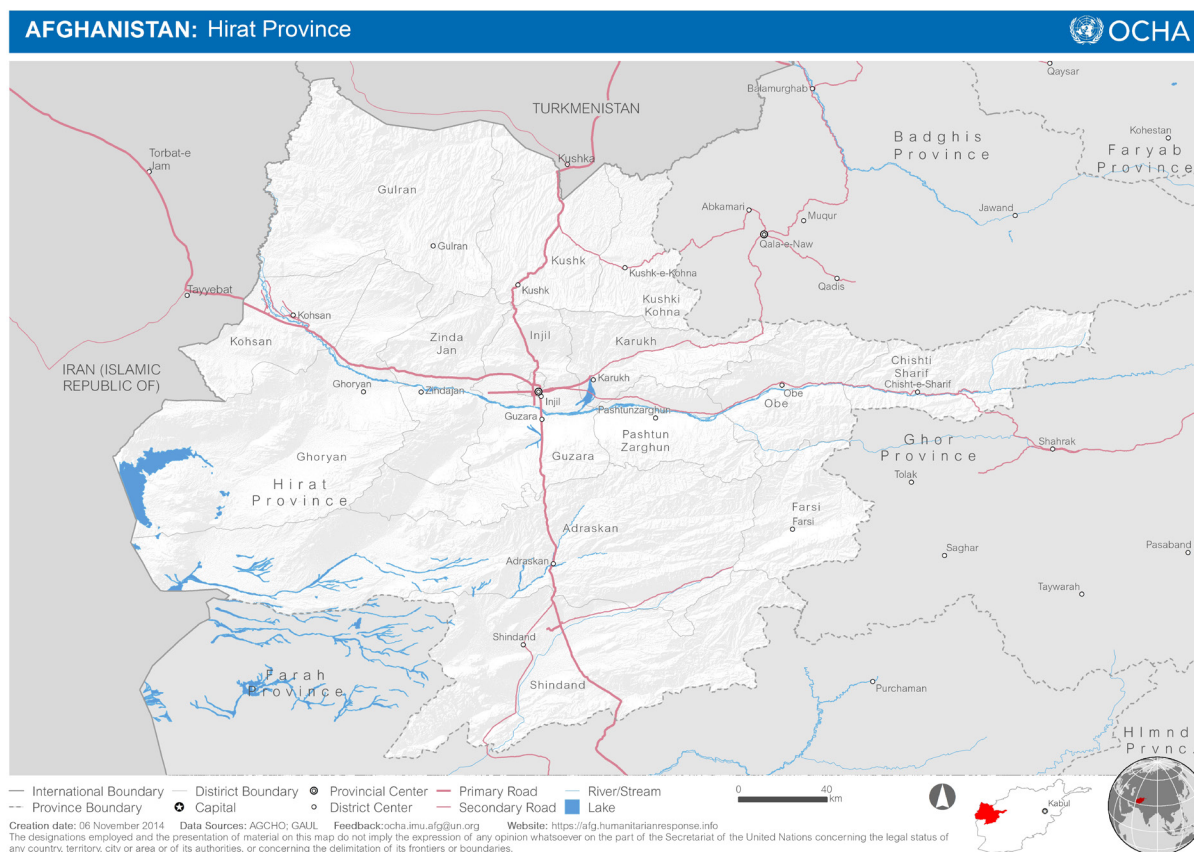 AFGHANISTAN: Hirat Province
OCHA
Qaysar
Balamurghab
TURKMENISTAN
Badghis
Province
Kohestan
Faryab
Province
Torbat-e
Jam
Kushka
Gulran
Abkamari
Muqur
Jawand
Qala-e-Naw
Gulran
Kushk
Kushk-e-Kohna
Qadis
Tayyebat
Kushk
Kushki
Kohna
Kohsan
Kohsan
Zinda
Jan
Injil
Karukh
IRAN (ISLAMIC
REPUBLIC OF)
Chishti
Sharif
Ghoryan
Zindajan
Karukh
Chisht-e-Sharif
Obe
Injil
Obe
Guzara
Pashtunzarghun
Pashtun
Zarghun
Ghor
Province
Shahrak
Ghoryan
Guzara
Tolak
Hirat
Province
Farsi
Farsi
Adraskan
Saghar
Pasaband
Adraskan
Taywarah
Shindand
Farah
Province
Shindand
Purchaman
Hlmnd
Prvnc.
International Boundary
District Boundary
Provincial Center
Primary Road
River/Stream
0
40
km
Province Boundary
Capital
District Center
Secondary Road
Lake
Kabul
Creation date: 06 November 2014 Data Sources: AGCHO; GAUL Feedback:ocha.imu.afg@un.org Website: https://afg.humanitarianresponse.info
The designations employed and the presentation of material on this map do not imply the expression of any opinion whatsoever on the part of the Secretariat of the United Nations concerning the legal status of
any country, territory, city or area or of its authorities, or concerning the delimitation of its frontiers or boundaries.